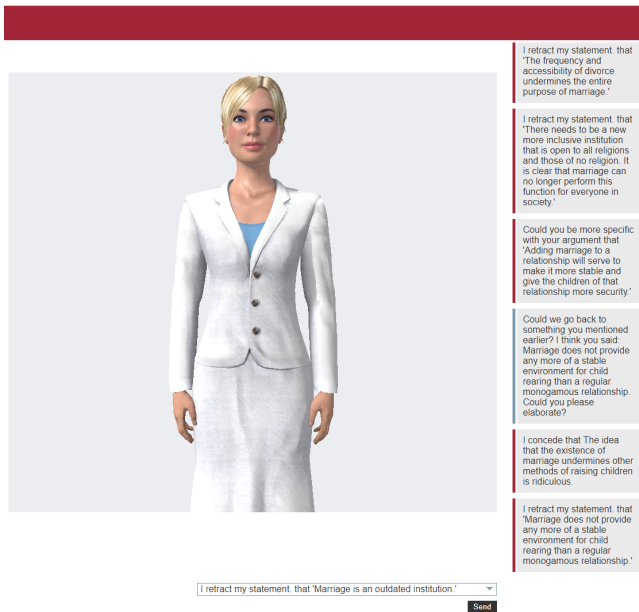 I retract my statement. that
'The frequency and
accessibility of divorce
undermines the entire
purpose of marriage.'
I retract my statement. that
'There needs to be a new
more inclusive institution
that is open to all religions
and those of no religion. It
is clear that marriage can
no longer perform this
function for everyone in
society.'
Could you be more specific
with your argument that
'Adding marriage to a
relationship will serve to
make it more stable and
give the children of that
relationship more security.'
Could we go back to
something you mentioned
earlier? I think you said:
Marriage does not provide
any more of a stable
environment for child
rearing than a regular
monogamous relationship.
Could you please
elaborate?
I concede that The idea
that the existence of
marriage undermines other
methods of raising children
is ridiculous.
I retract my statement. that
'Marriage does not provide
any more of a stable
environment for child
rearing than a regular
monogamous relationship.'
I retract my statement. that 'Marriage is an outdated institution.'
Send